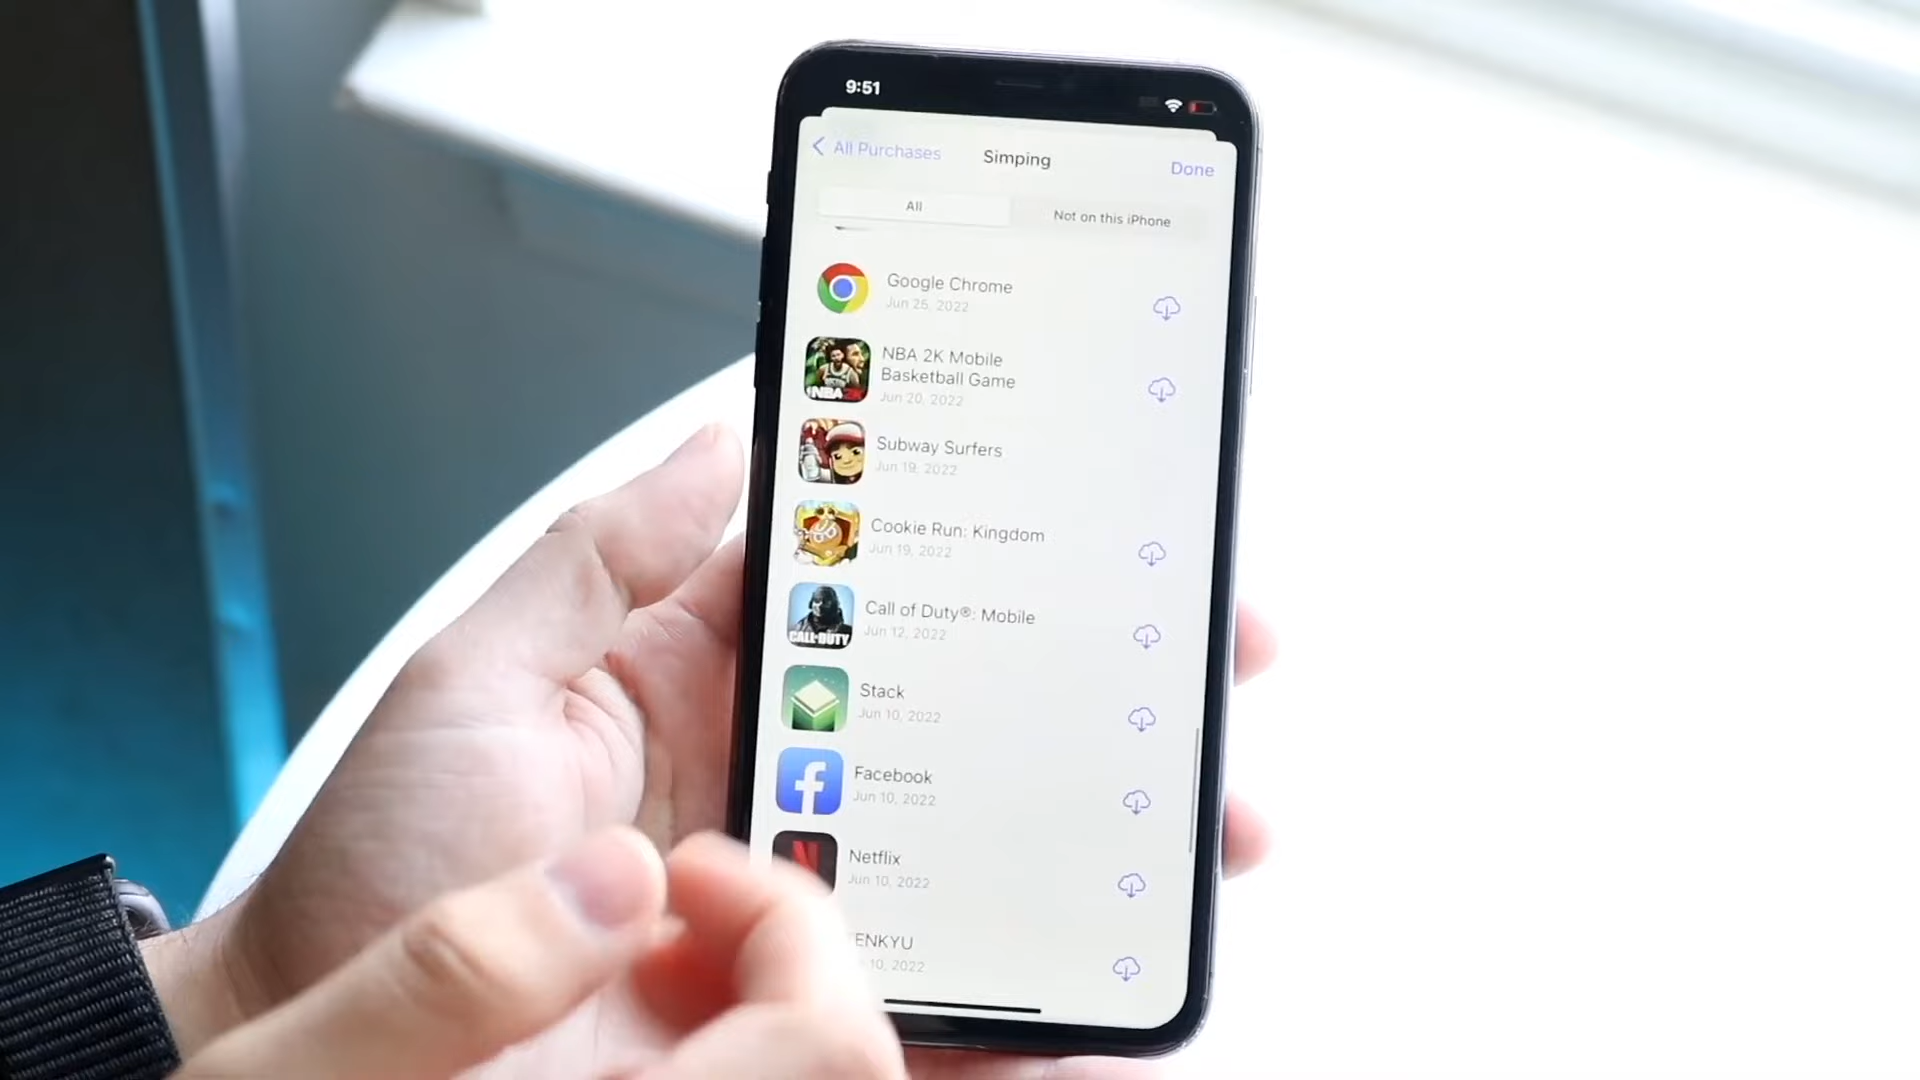 9:51
All Purchases
Simping
Done
All
Not on this iPhone
Google Chrome
Jun 25, 2022
NBA 2K Mobile
Basketball Game
Jun 20, 2022
NBA 2K
Subway Surfers
Jun 19, 2022
Cookie Run: Kingdom
Jun 19, 2022
Call of Duty®: Mobile
Jun 12, 2022
CALL OF DUTY
Stack
Jun 10, 2022
Facebook
Jun 10, 2022
Netflix
Jun 10, 2022
ENKYU
10, 2022